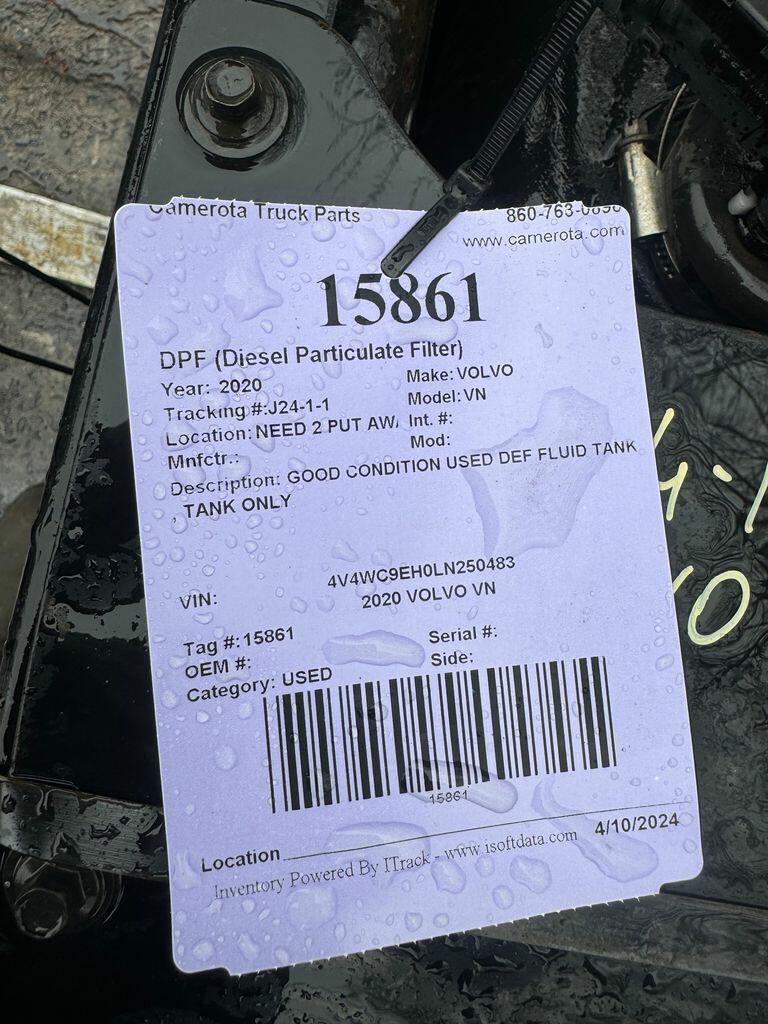 Camerota Truck Parts 860-763-0896
www.camerota.com
15861
DPF (Diesel Particulate Filter)
Year: 2020 Make: VOLVO
Tracking #:J24-1-1 Model: VN
Location: NEED 2 PUT AW Int. #:
Mnfctr.: Mod:
Description: GOOD CONDITION USED DEF FLUID TANK
, TANK ONLY
4V4WC9EH0LN250483
VIN: 2020 VOLVO VN
Tag #: 15861 Serial #:
OEM #: Side:
Category: USED
15861
Location 4/10/2024
Inventory Powered By ITrack - www.isoftdata.com